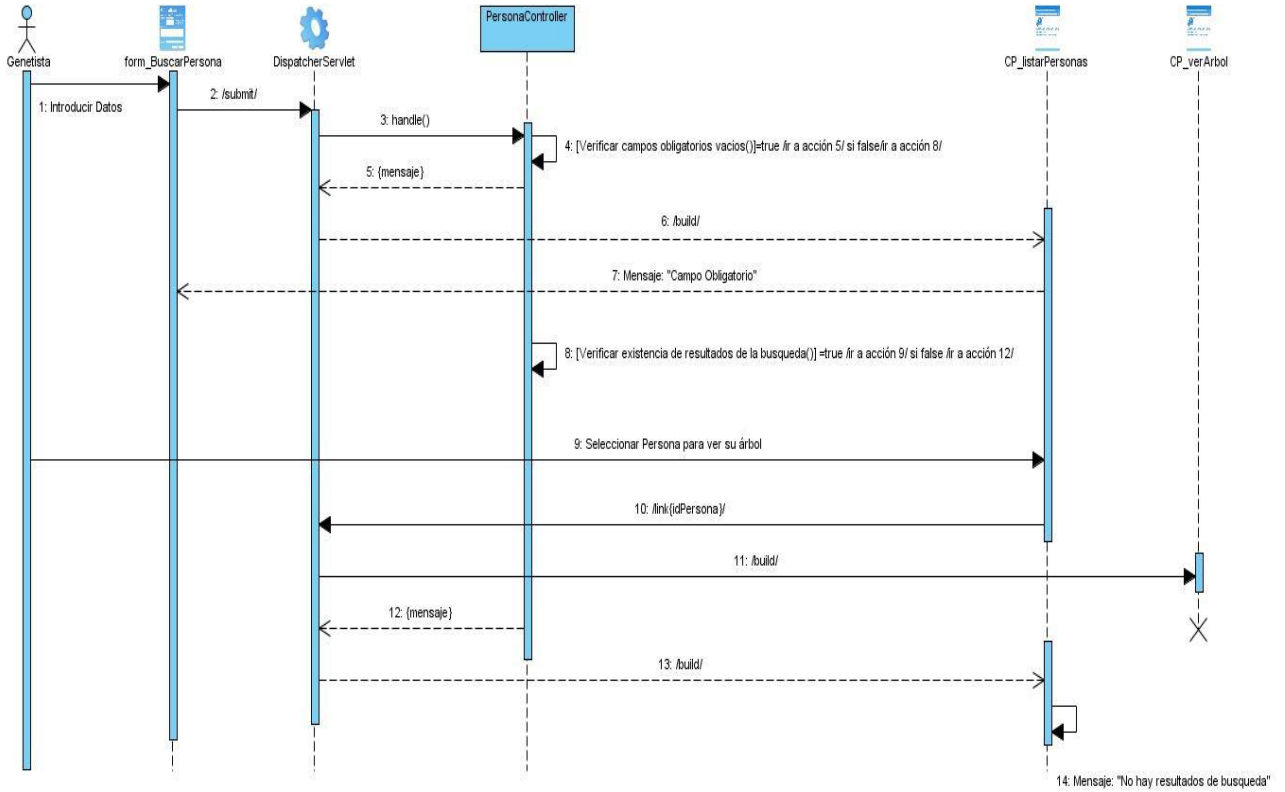 PersonaController
Genetista
form_BuscarPersona
DispatcherServlet
CP_listarPersonas
CP_verArbol
1: Introducir Datos
2: /submit/
3: handle()
4: [Verificar campos obligatorios vacios()]=true /ir a acción 5/ si false/ir a acción 8/
5: {mensaje}
6: /build/
7: Mensaje: "Campo Obligatorio"
8: [Verificar existencia de resultados de la busqueda()] =true /ir a acción 9/ si false /ir a acción 12/
9: Seleccionar Persona para ver su árbol
10: /link{idPersona}/
11: /build/
12: {mensaje}
13: /build/
14: Mensaje: "No hay resultados de busqueda"